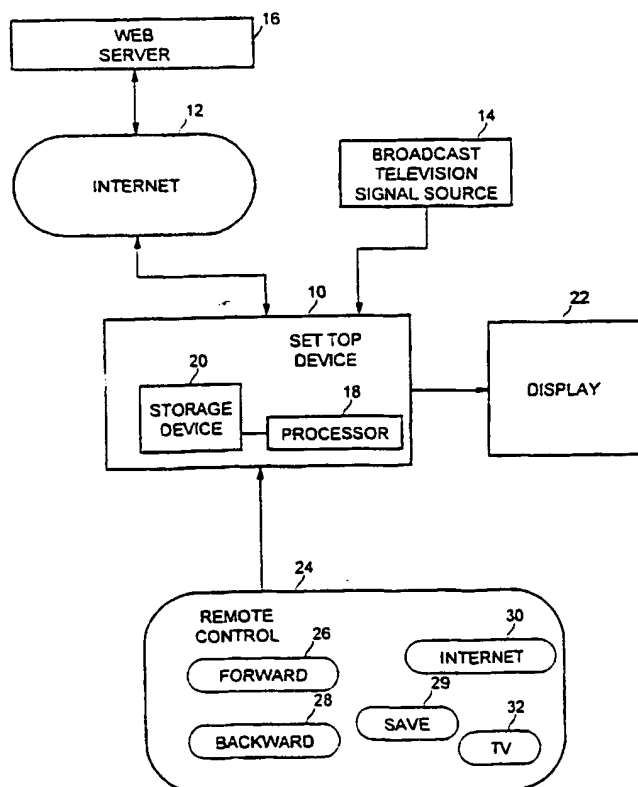 16
WEB
SERVER
12
INTERNET
14
BROADCAST
TELEVISION
SIGNAL SOURCE
10
SET TOP
DEVICE
20
STORAGE
DEVICE
18
PROCESSOR
22
DISPLAY
24
REMOTE
CONTROL
26
FORWARD
28
BACKWARD
30
INTERNET
29
SAVE
32
TV